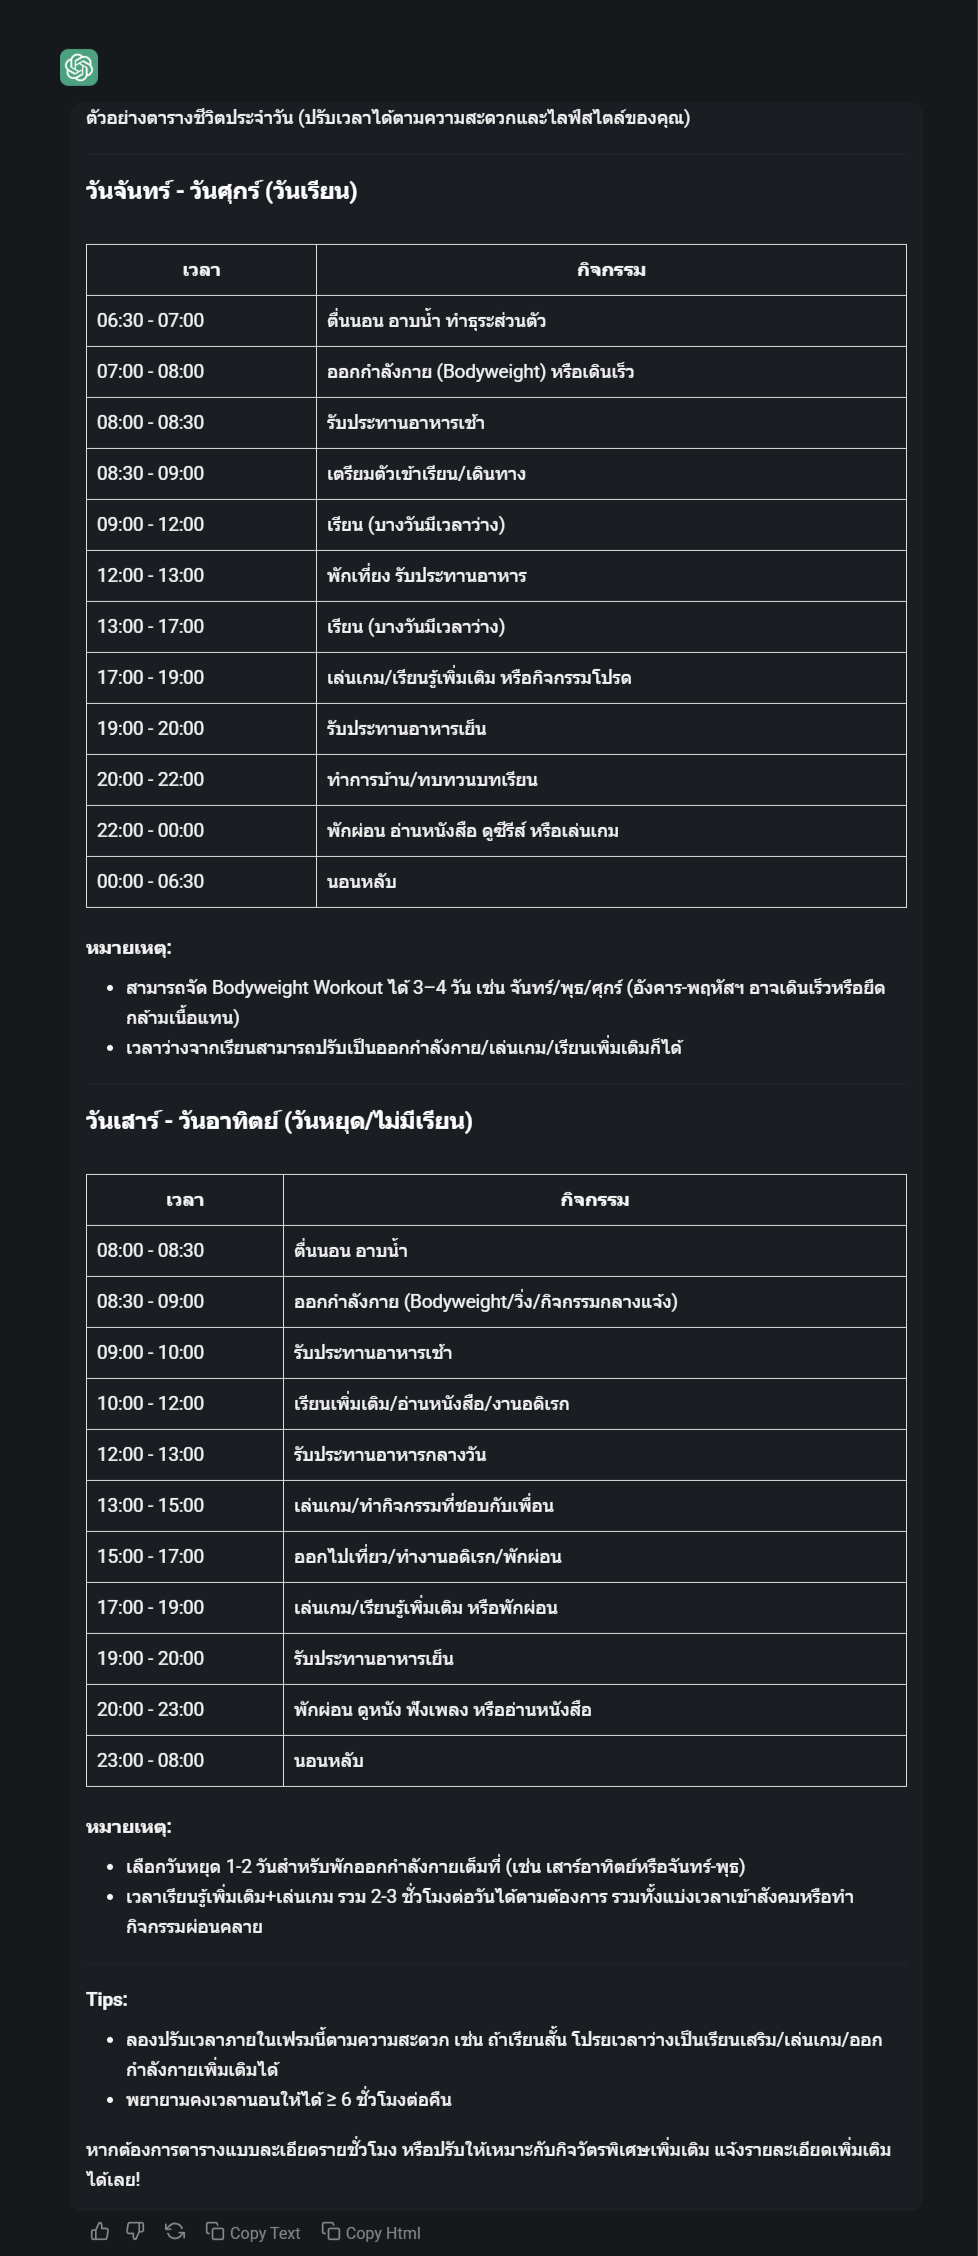 ตัวอย่างตารางชีวิตประจำวัน (ปรับเวลาได้ตามความสะดวกและไลฟ์สไตล์ของคุณ)
วันจันทร์ - วันศุกร์ (วันเรียน)
เวลา กิจกรรม
06:30 - 07:00 ตื่นนอน อาบน้ำ ทำธุระส่วนตัว
07:00 - 08:00 ออกกำลังกาย (Bodyweight) หรือเดินเร็ว
08:00 - 08:30 รับประทานอาหารเช้า
08:30 - 09:00 เตรียมตัวเข้าเรียน/เดินทาง
09:00 - 12:00 เรียน (บางวันมีเวลาว่าง)
12:00 - 13:00 พักเที่ยง รับประทานอาหาร
13:00 - 17:00 เรียน (บางวันมีเวลาว่าง)
17:00 - 19:00 เล่นเกม/เรียนรู้เพิ่มเติม หรือกิจกรรมโปรด
19:00 - 20:00 รับประทานอาหารเย็น
20:00 - 22:00 ทำการบ้าน/ทบทวนบทเรียน
22:00 - 00:00 พักผ่อน อ่านหนังสือ ดูซีรีส์ หรือเล่นเกม
00:00 - 06:30 นอนหลับ
หมายเหตุ:
• สามารถจัด Bodyweight Workout ได้ 3–4 วัน เช่น จันทร์/พุธ/ศุกร์ (อังคาร-พฤหัสฯ อาจเดินเร็วหรือยืด
กล้ามเนื้อแทน)
• เวลาว่างจากเรียนสามารถปรับเป็นออกกำลังกาย/เล่นเกม/เรียนเพิ่มเติมก็ได้
วันเสาร์ - วันอาทิตย์ (วันหยุด/ไม่มีเรียน)
เวลา กิจกรรม
08:00 - 08:30 ตื่นนอน อาบน้ำ
08:30 - 09:00 ออกกำลังกาย (Bodyweight/วิ่ง/กิจกรรมกลางแจ้ง)
09:00 - 10:00 รับประทานอาหารเช้า
10:00 - 12:00 เรียนเพิ่มเติม/อ่านหนังสือ/งานอดิเรก
12:00 - 13:00 รับประทานอาหารกลางวัน
13:00 - 15:00 เล่นเกม/ทำกิจกรรมที่ชอบกับเพื่อน
15:00 - 17:00 ออกไปเที่ยว/ทำงานอดิเรก/พักผ่อน
17:00 - 19:00 เล่นเกม/เรียนรู้เพิ่มเติม หรือพักผ่อน
19:00 - 20:00 รับประทานอาหารเย็น
20:00 - 23:00 พักผ่อน ดูหนัง ฟังเพลง หรืออ่านหนังสือ
23:00 - 08:00 นอนหลับ
หมายเหตุ:
• เลือกวันหยุด 1-2 วันสำหรับพักออกกำลังกายเต็มที่ (เช่น เสาร์อาทิตย์หรือจันทร์-พุธ)
• เวลาเรียนรู้เพิ่มเติม+เล่นเกม รวม 2-3 ชั่วโมงต่อวันได้ตามต้องการ รวมทั้งแบ่งเวลาเข้าสังคมหรือทำ
กิจกรรมผ่อนคลาย
Tips:
• ลองปรับเวลาภายในเฟรมนี้ตามความสะดวก เช่น ถ้าเรียนสั้น โปรยเวลาว่างเป็นเรียนเสริม/เล่นเกม/ออก
กำลังกายเพิ่มเติมได้
• พยายามคงเวลานอนให้ได้ ≥ 6 ชั่วโมงต่อคืน
หากต้องการตารางแบบละเอียดรายชั่วโมง หรือปรับให้เหมาะกับกิจวัตรพิเศษเพิ่มเติม แจ้งรายละเอียดเพิ่มเติม
ได้เลย!
Copy Text Copy Html